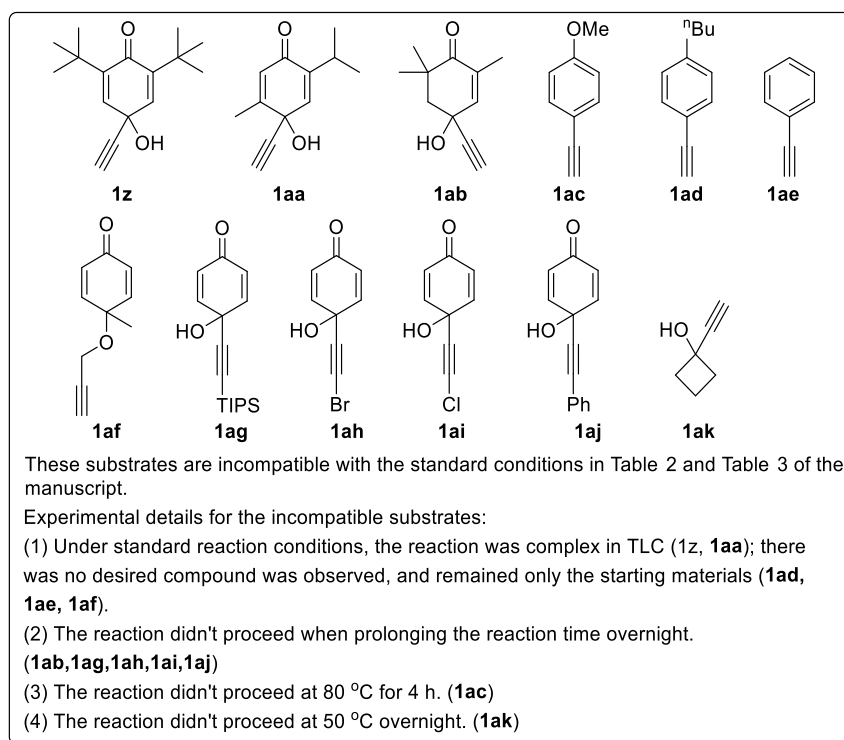 O OH 1z
O OH 1aa
O HO 1ab
OMe 1ac
nBu 1ad
1ae
O O 1af
O HO TIPS 1ag
O HO Br 1ah
O HO Cl 1ai
O HO Ph 1aj
HO 1ak
These substrates are incompatible with the standard conditions in Table 2 and Table 3 of the
manuscript.
Experimental details for the incompatible substrates:
(1) Under standard reaction conditions, the reaction was complex in TLC (1z, 1aa); there
was no desired compound was observed, and remained only the starting materials (1ad,
1ae, 1af).
(2) The reaction didn't proceed when prolonging the reaction time overnight.
(1ab,1ag,1ah,1ai,1aj)
(3) The reaction didn't proceed at 80 °C for 4 h. (1ac)
(4) The reaction didn't proceed at 50 °C overnight. (1ak)